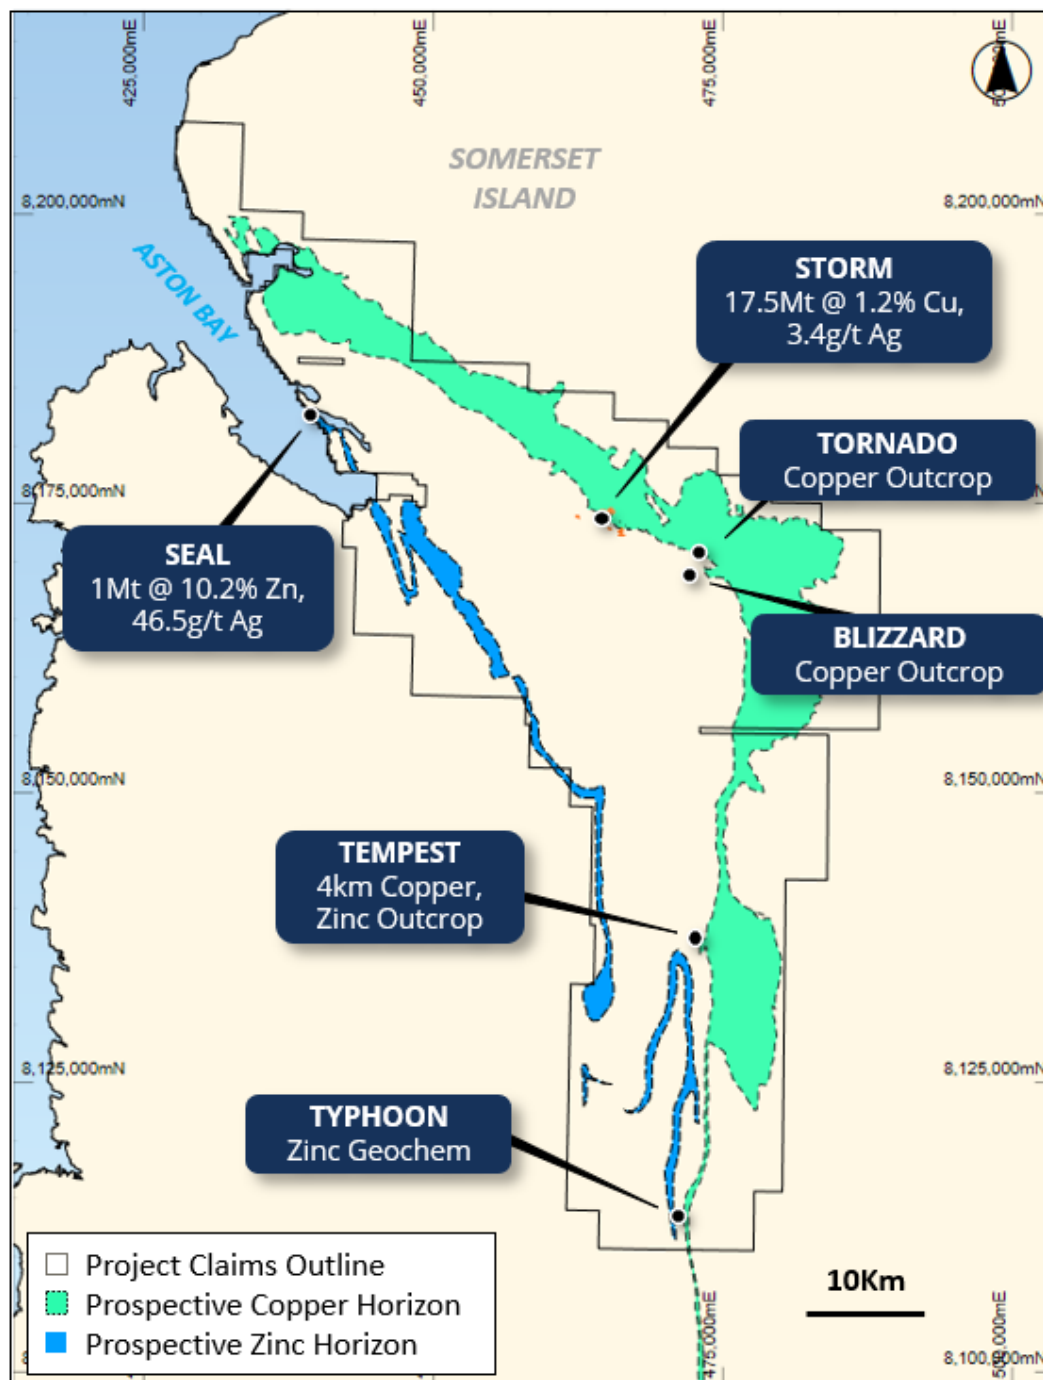 425,000mE
450,000mE
475,000mE
SOMERSET
ISLAND
8,200,000mN
8,200,000mN
ASTON BAY
STORM
17.5Mt @ 1.2% Cu,
3.4g/t Ag
TORNADO
Copper Outcrop
8,175,000mN
SEAL
1Mt @ 10.2% Zn,
46.5g/t Ag
BLIZZARD
Copper Outcrop
8,150,000mN
8,150,000mN
TEMPEST
4km Copper,
Zinc Outcrop
8,125,000mN
8,125,000mN
TYPHOON
Zinc Geochem
Project Claims Outline
Prospective Copper Horizon
Prospective Zinc Horizon
10Km
475,000mE
8,100,000mN